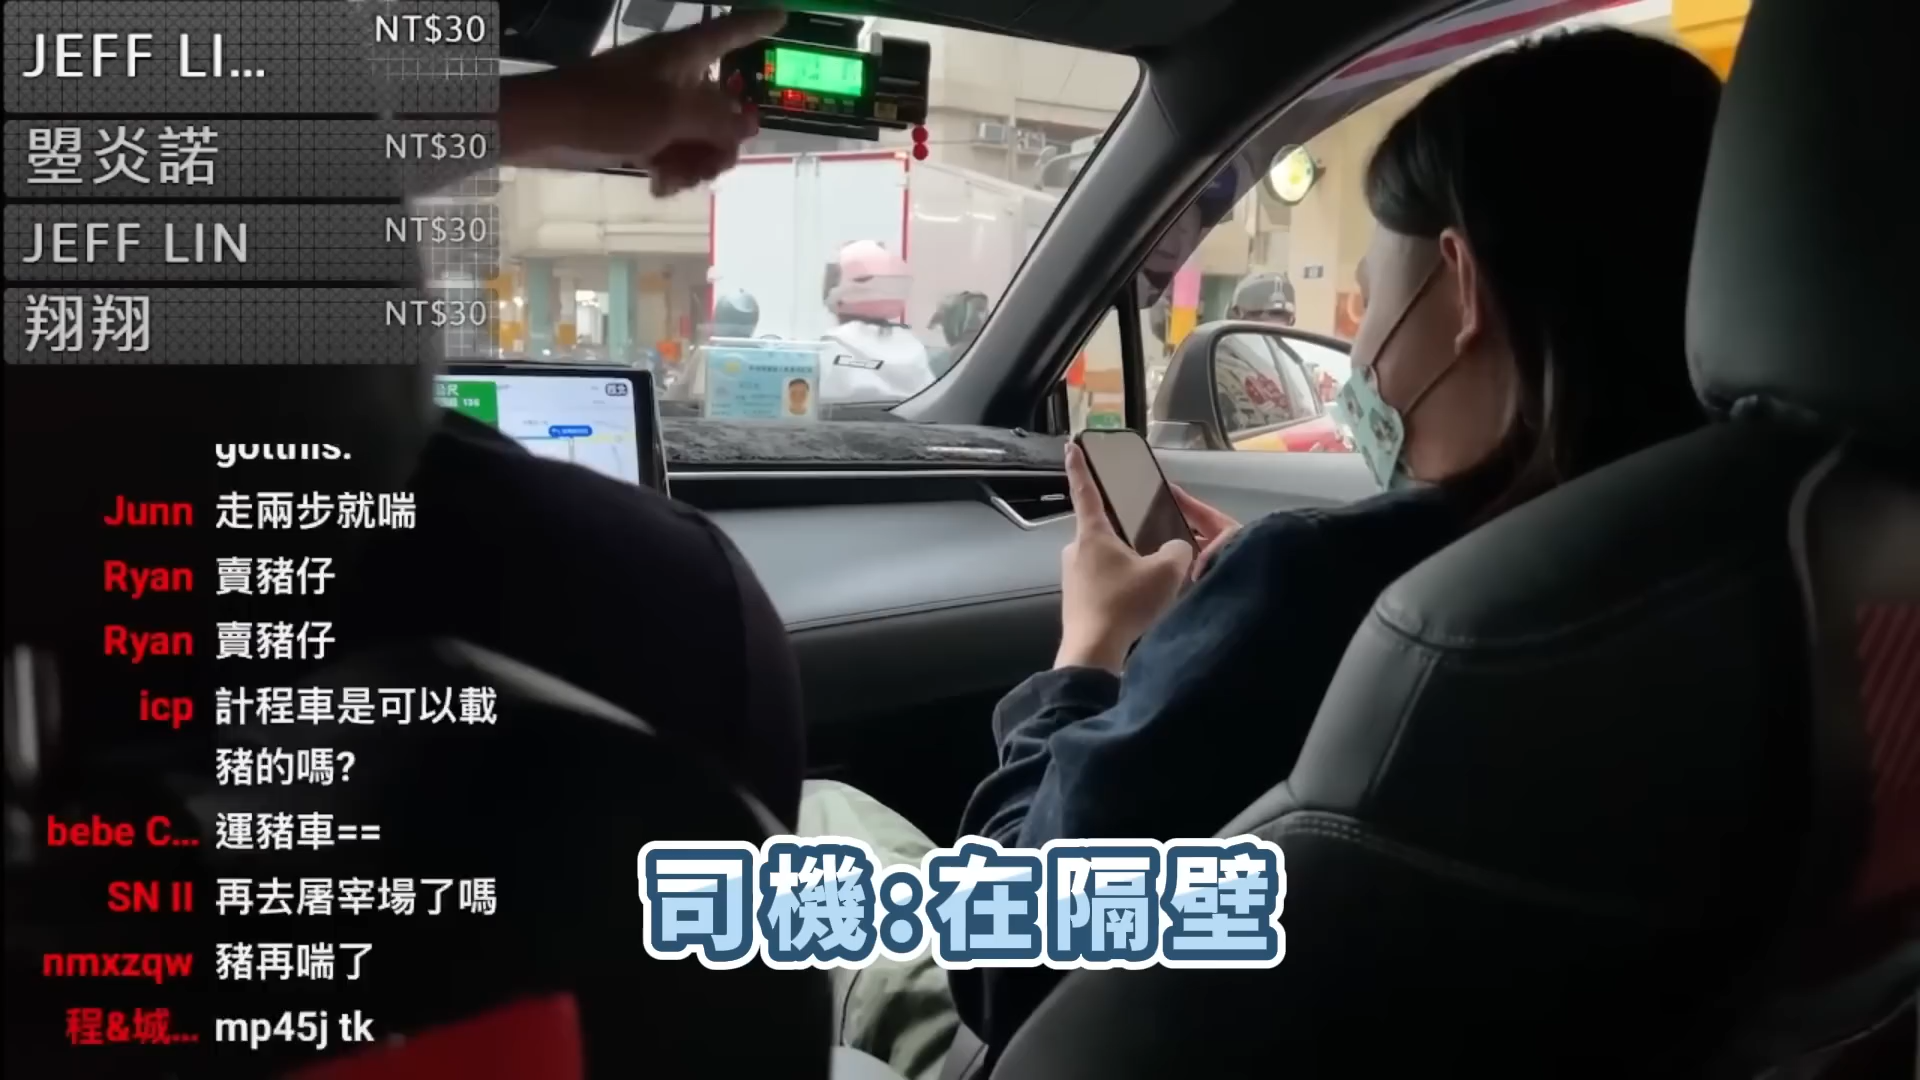 JEFF LI... NT$30
曌炎諾 NT$30
JEFF LIN NT$30
翔翔 NT$30
gotthis.
Junn 走兩步就喘
Ryan 賣豬仔
Ryan 賣豬仔
icp 計程車是可以載
豬的嗎?
bebe C... 運豬車==
SN II 再去屠宰場了嗎
nmxzqw 豬再喘了
程&城... mp45j tk
136
司機:在隔壁